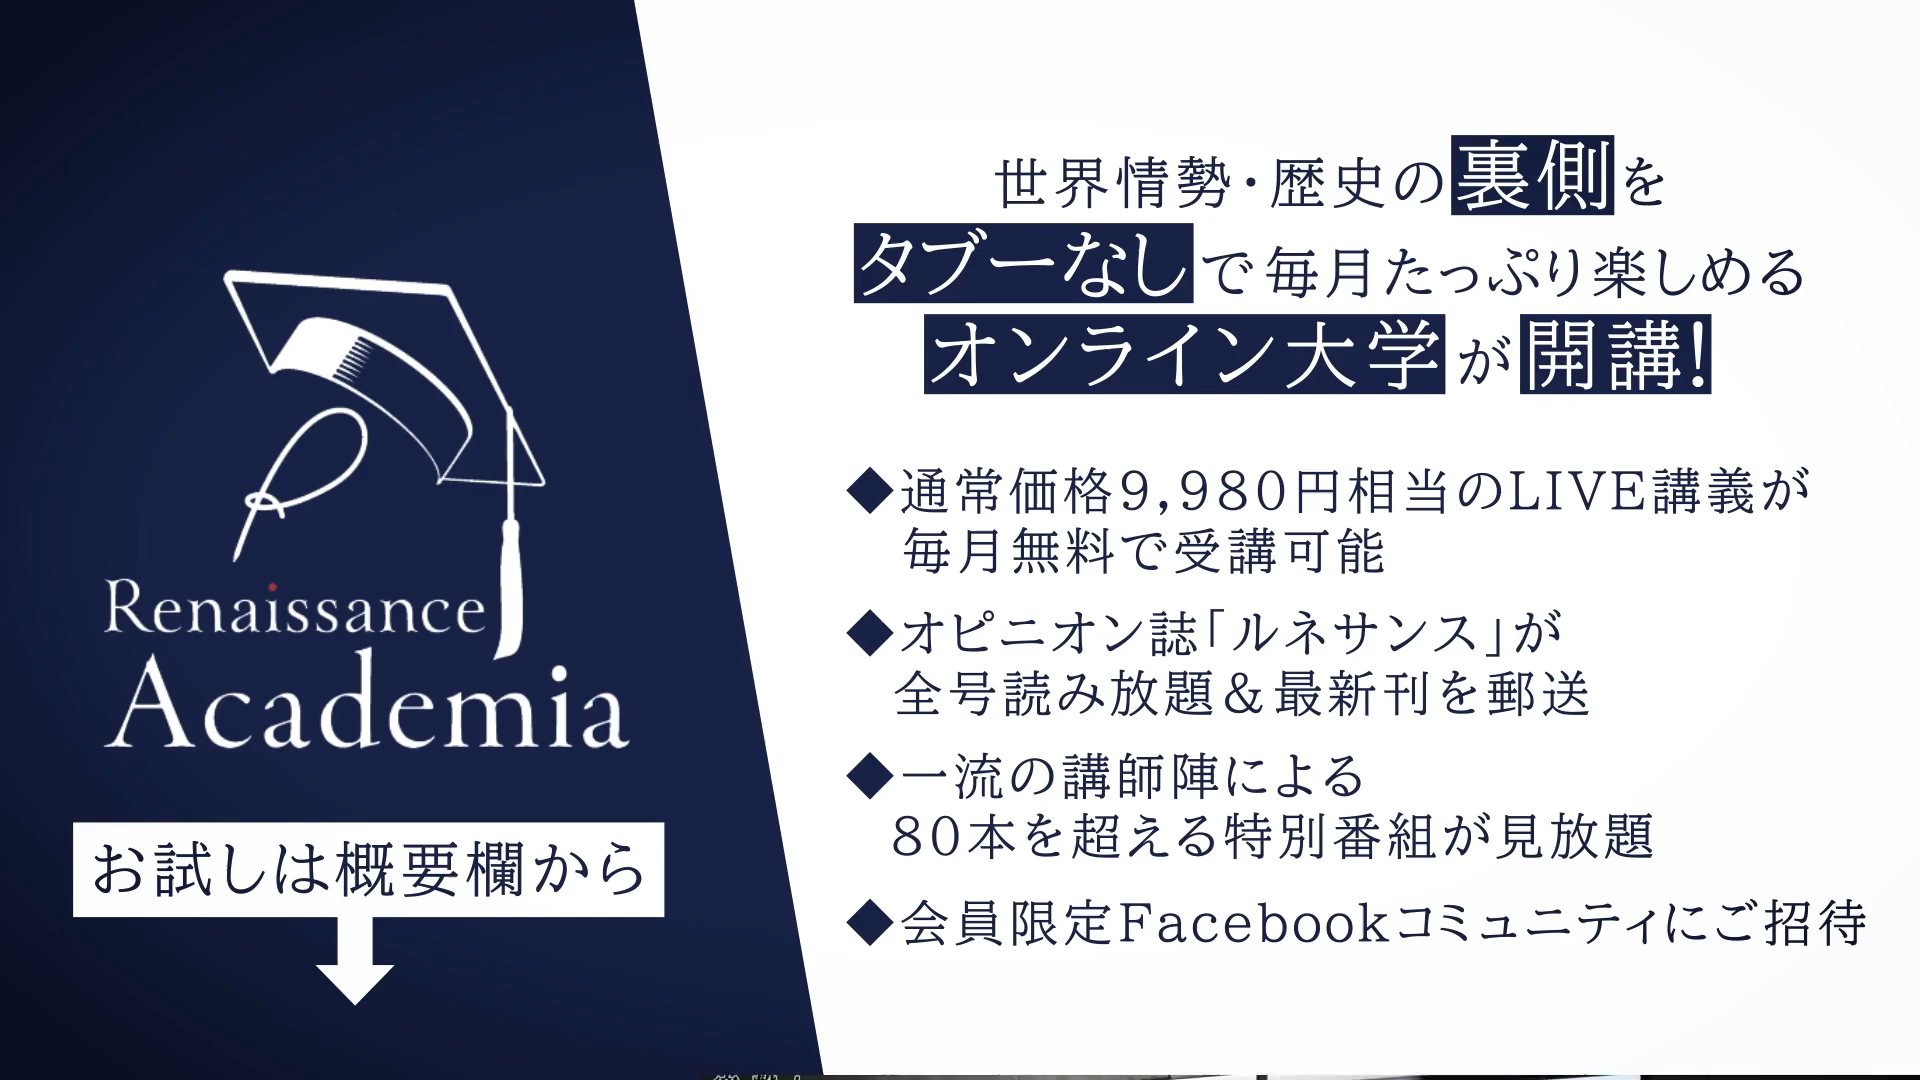 Renaissance
Academia
お試しは概要欄から
世界情勢・歴史の裏側を
タブーなしで毎月たっぷり楽しめる
オンライン大学が開講!
◆通常価格9,980円相当のLIVE講義が
毎月無料で受講可能
◆オピニオン誌「ルネサンス」が
全号読み放題&最新刊を郵送
◆一流の講師陣による
80本を超える特別番組が見放題
◆会員限定Facebookコミュニティにご招待